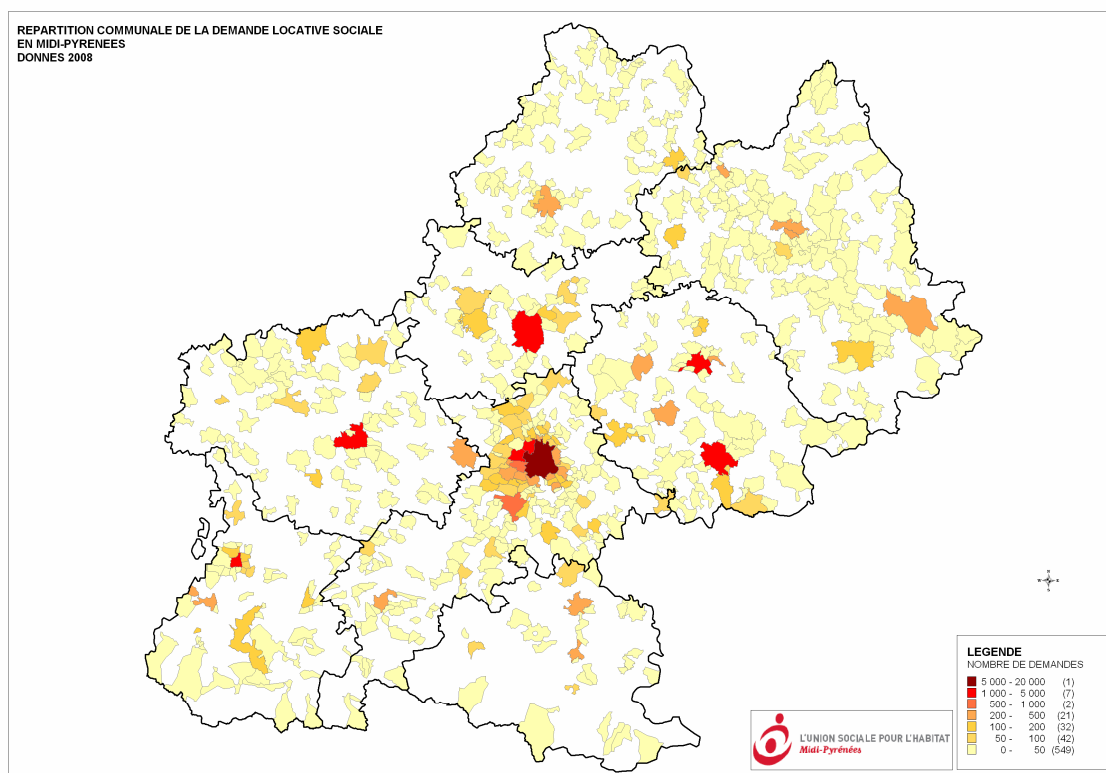 REPARTITION COMMUNALE DE LA DEMANDE LOCATIVE SOCIALE
EN MIDI-PYRENEES
DONNES 2008
N
W E
S
LEGENDE
NOMBRE DE DEMANDES
5 000 - 20 000 (1)
1 000 - 5 000 (7)
500 - 1 000 (2)
200 - 500 (21)
100 - 200 (32)
50 - 100 (42)
0 - 50 (549)
L'UNION SOCIALE POUR L'HABITAT
Midi-Pyrénées